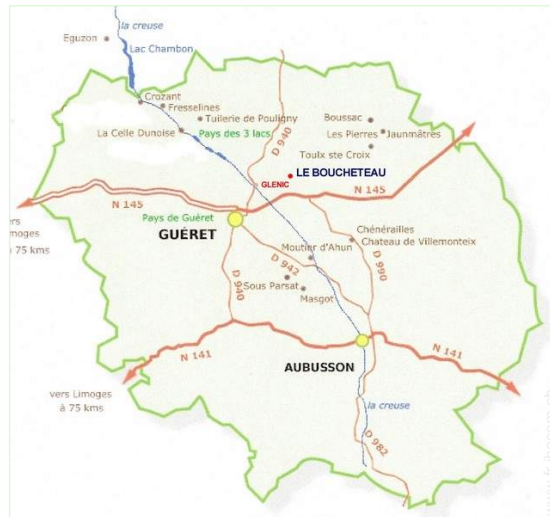 la creuse
Eguzon
Lac Chambon
Crozant
Fresselines
Tuilerie de Pouligny
La Celle Dunoise
Pays des 3 lacs
D 940
Boussac
Les Pierres
Jaunmâtres
Toulx ste Croix
LE BOUCHETEAU
GLENIC
N 145
N 145
Pays de Guéret
GUÉRET
à 75 kms
Chénérailles
Chateau de Villemonteix
Moutier d'Ahun
D 990
D 942
D 940
Sous Parsat
Masgot
N 141
N 141
AUBUSSON
vers Limoges
à 75 kms
la creuse
D 982